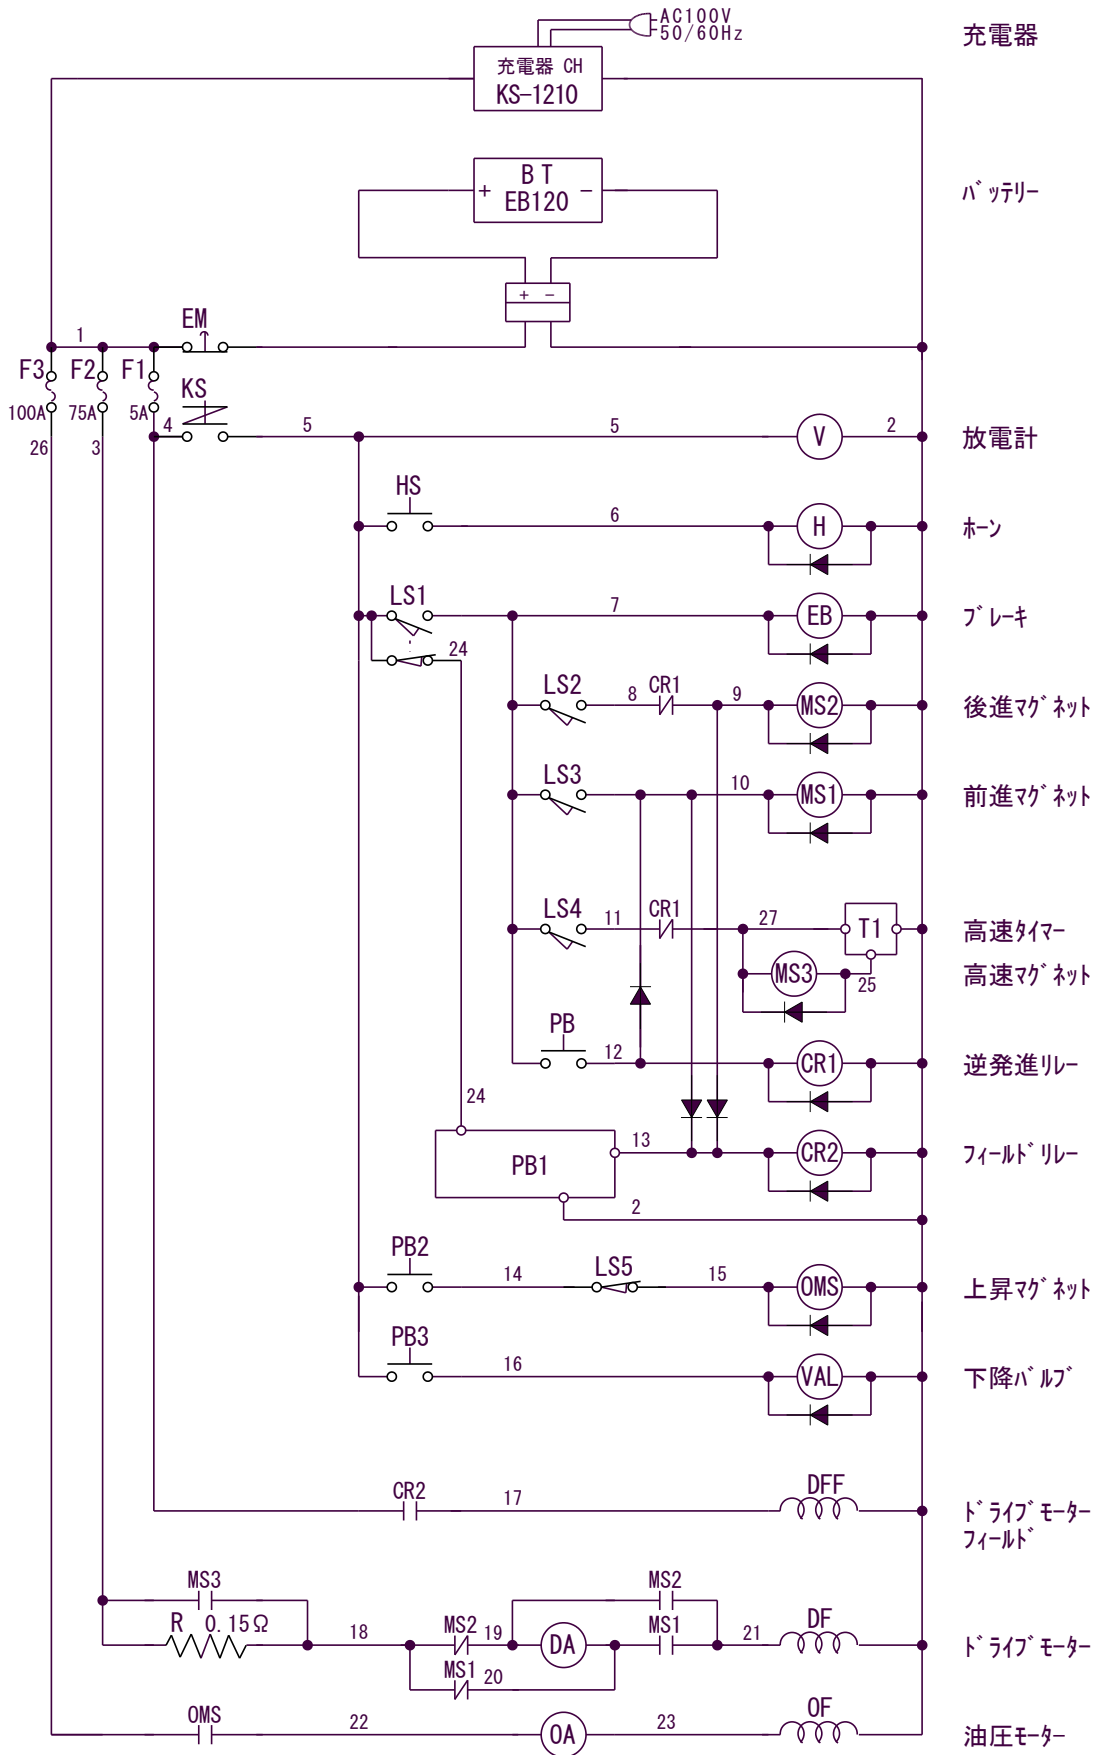 AC100V
50/60Hz
充電器
充電器 CH
KS-1210
BT
EB120
+ -
バッテリー
+ -
1
EM
F3 F2 F1
KS
100A 75A 5A
4 5 5 V 2
放電計
26 3
HS
6 H
ホーン
LS1
7 EB
ブレーキ
24
LS2 8 CR1 9 MS2
後進マグネット
LS3 10 MS1
前進マグネット
LS4 11 CR1 27 T1
高速タイマー
MS3 25
高速マグネット
PB 12 CR1
逆発進リレー
24
PB1 13 CR2
フィールドリレー
2
PB2 14 LS5 15 OMS
上昇マグネット
PB3 16 VAL
下降バルブ
CR2 17 DFF
ドライブモーター
フィールド
MS3 MS2
R 0.15Ω 18 MS2 19 DA MS1 21 DF
ドライブモーター
MS1 20
OMS 22 OA 23 OF
油圧モーター